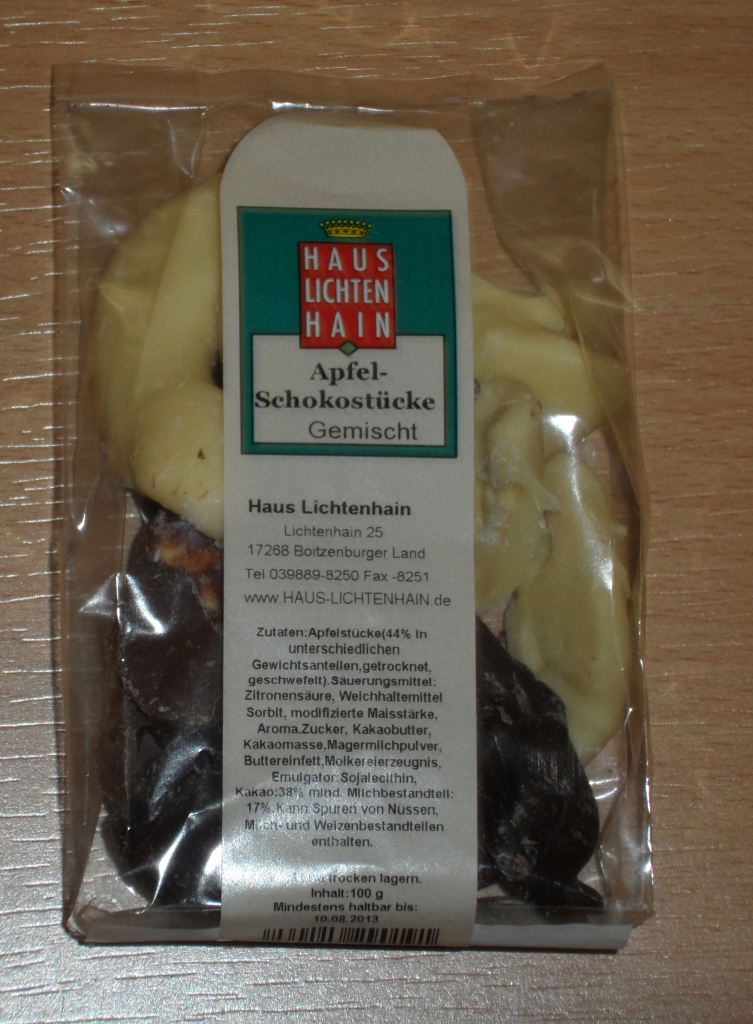 HAUS
LICHTEN
HAIN
Apfel-
Schokostücke
Gemischt
Haus Lichtenhain
Lichtenhain 25
17268 Boitzenburger Land
Tel 039889-8250 Fax -8251
www.HAUS-LICHTENHAIN.de
Zutaten:Apfelstücke(44% in
unterschiedlichen
Gewichtsanteilen,getrocknet,
geschwefelt).Säuerungsmittel:
Zitronensäure, Weichhaltemittel
Sorbit, modifizierte Maisstärke,
Aroma.Zucker, Kakaobutter,
Kakaomasse,Magermilchpulver,
Buttereinfett,Molkereierzeugnis,
Emulgator:Sojalecithin,
Kakao:38% mind. Milchbestandteil:
17%.Kann Spuren von Nüssen,
Milch- und Weizenbestandteilen
enthalten.
trocken lagern.
Inhalt:100 g
Mindestens haltbar bis:
10.08.2013